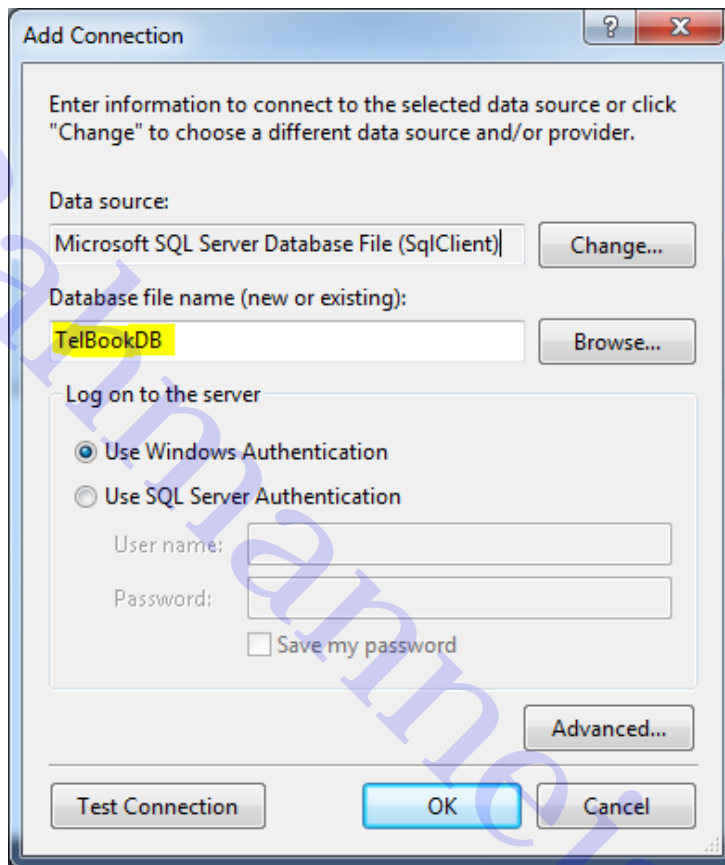 Add Connection
Enter information to connect to the selected data source or click
"Change" to choose a different data source and/or provider.
Data source:
Microsoft SQL Server Database File (SqlClient)
Change...
Database file name (new or existing):
TelBookDB
Browse...
Log on to the server
Use Windows Authentication
Use SQL Server Authentication
User name:
Password:
Save my password
Advanced...
Test Connection
OK
Cancel